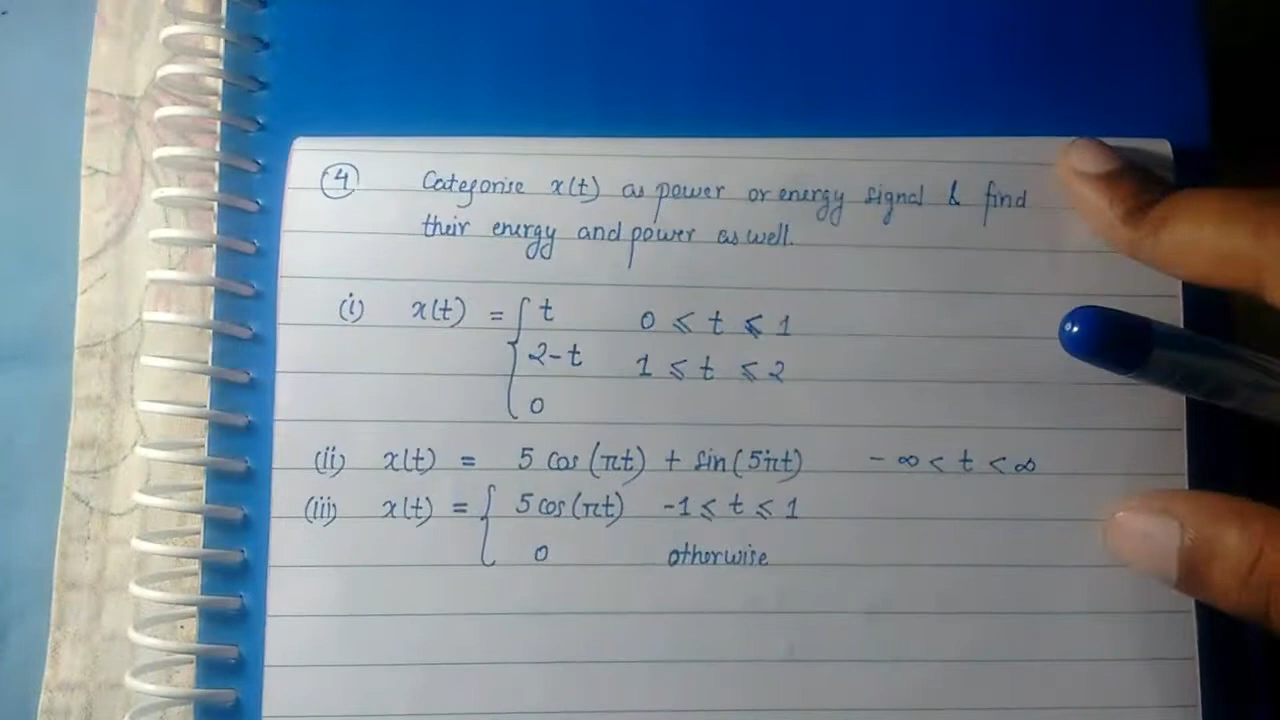 4 Categorise x(t) as power or energy signal & find
their energy and power as well.
(i) x(t) = { t 0 ⩽ t ⩽ 1
2-t 1 ⩽ t ⩽ 2
0
(ii) x(t) = 5 cos(πt) + sin(5πt) -∞ < t < ∞
(iii) x(t) = { 5 cos(πt) -1 ⩽ t ⩽ 1
0 otherwise